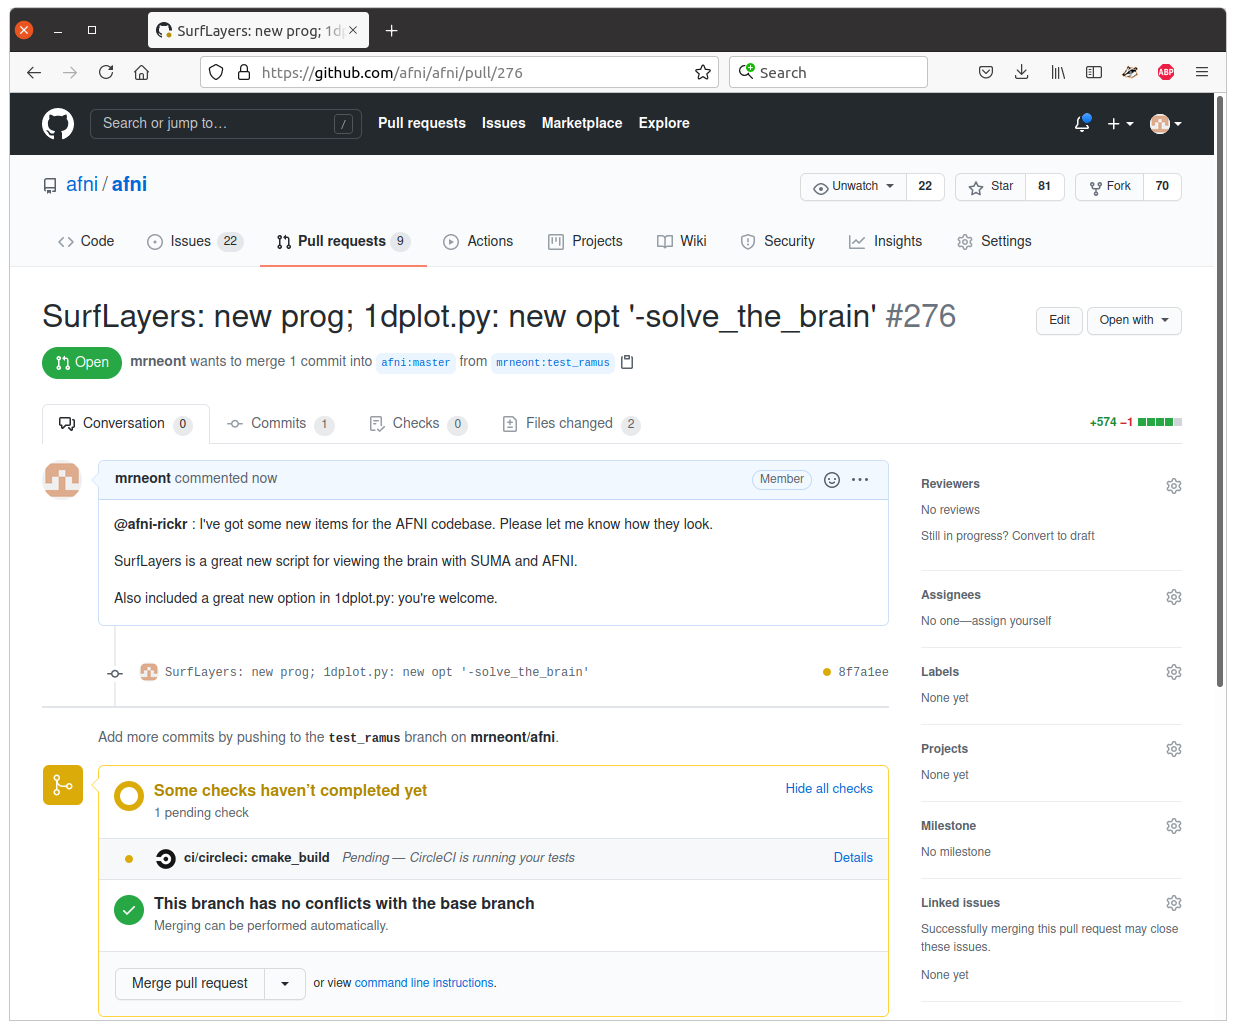 SurfLayers: new prog; 1dp
https://github.com/afni/afni/pull/276
Search
ABP
Search or jump to…
/
Pull requests
Issues
Marketplace
Explore
afni / afni
Unwatch 22
Star 81
Fork 70
Code
Issues 22
Pull requests 9
Actions
Projects
Wiki
Security
Insights
Settings
SurfLayers: new prog; 1dplot.py: new opt '-solve_the_brain' #276
Edit
Open with
Open
mrneont wants to merge 1 commit into afni:master from mrneont:test_ramus
Conversation 0
Commits 1
Checks 0
Files changed 2
+574 −1
mrneont commented now
Member
@afni-rickr : I've got some new items for the AFNI codebase. Please let me know how they look.
SurfLayers is a great new script for viewing the brain with SUMA and AFNI.
Also included a great new option in 1dplot.py: you're welcome.
SurfLayers: new prog; 1dplot.py: new opt '-solve_the_brain'
8f7a1ee
Add more commits by pushing to the test_ramus branch on mrneont/afni.
Some checks haven’t completed yet
1 pending check
Hide all checks
ci/circleci: cmake_build Pending — CircleCI is running your tests
Details
This branch has no conflicts with the base branch
Merging can be performed automatically.
Merge pull request
or view command line instructions.
Reviewers
No reviews
Still in progress? Convert to draft
Assignees
No one—assign yourself
Labels
None yet
Projects
None yet
Milestone
No milestone
Linked issues
Successfully merging this pull request may close
these issues.
None yet